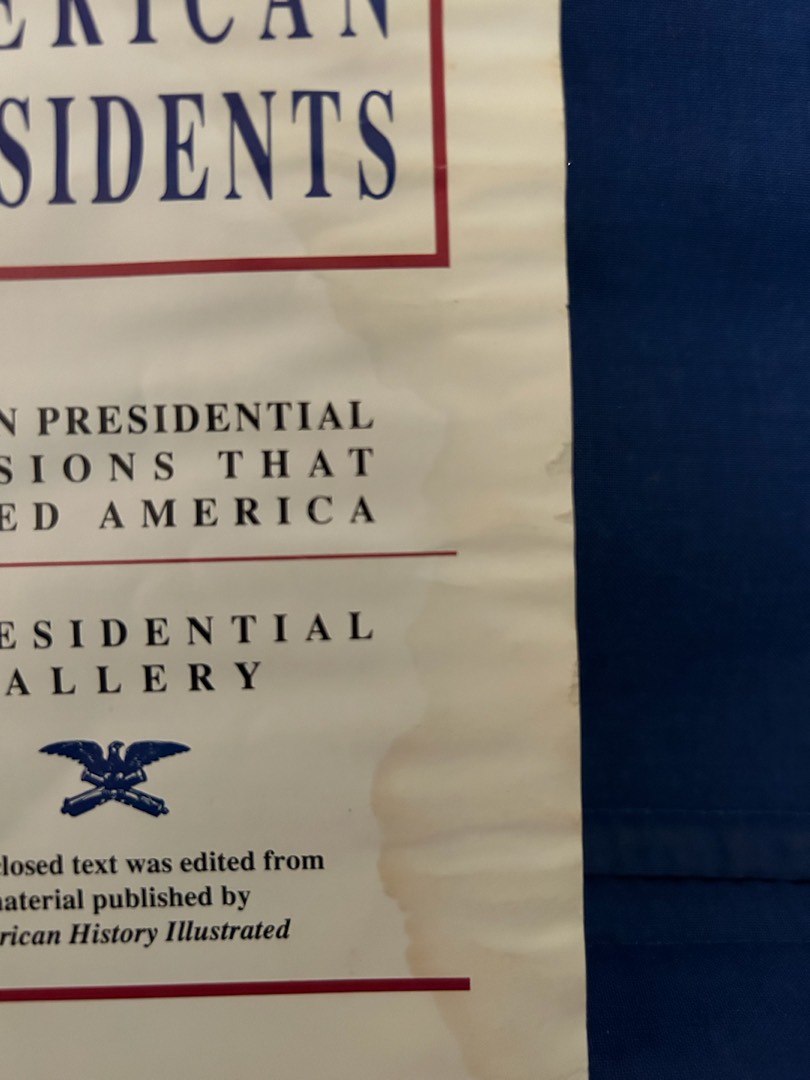 ERICAN
SIDENTS
N PRESIDENTIAL
SIONS THAT
ED AMERICA
ESIDENTIAL
ALLERY
closed text was edited from
material published by
rican History Illustrated